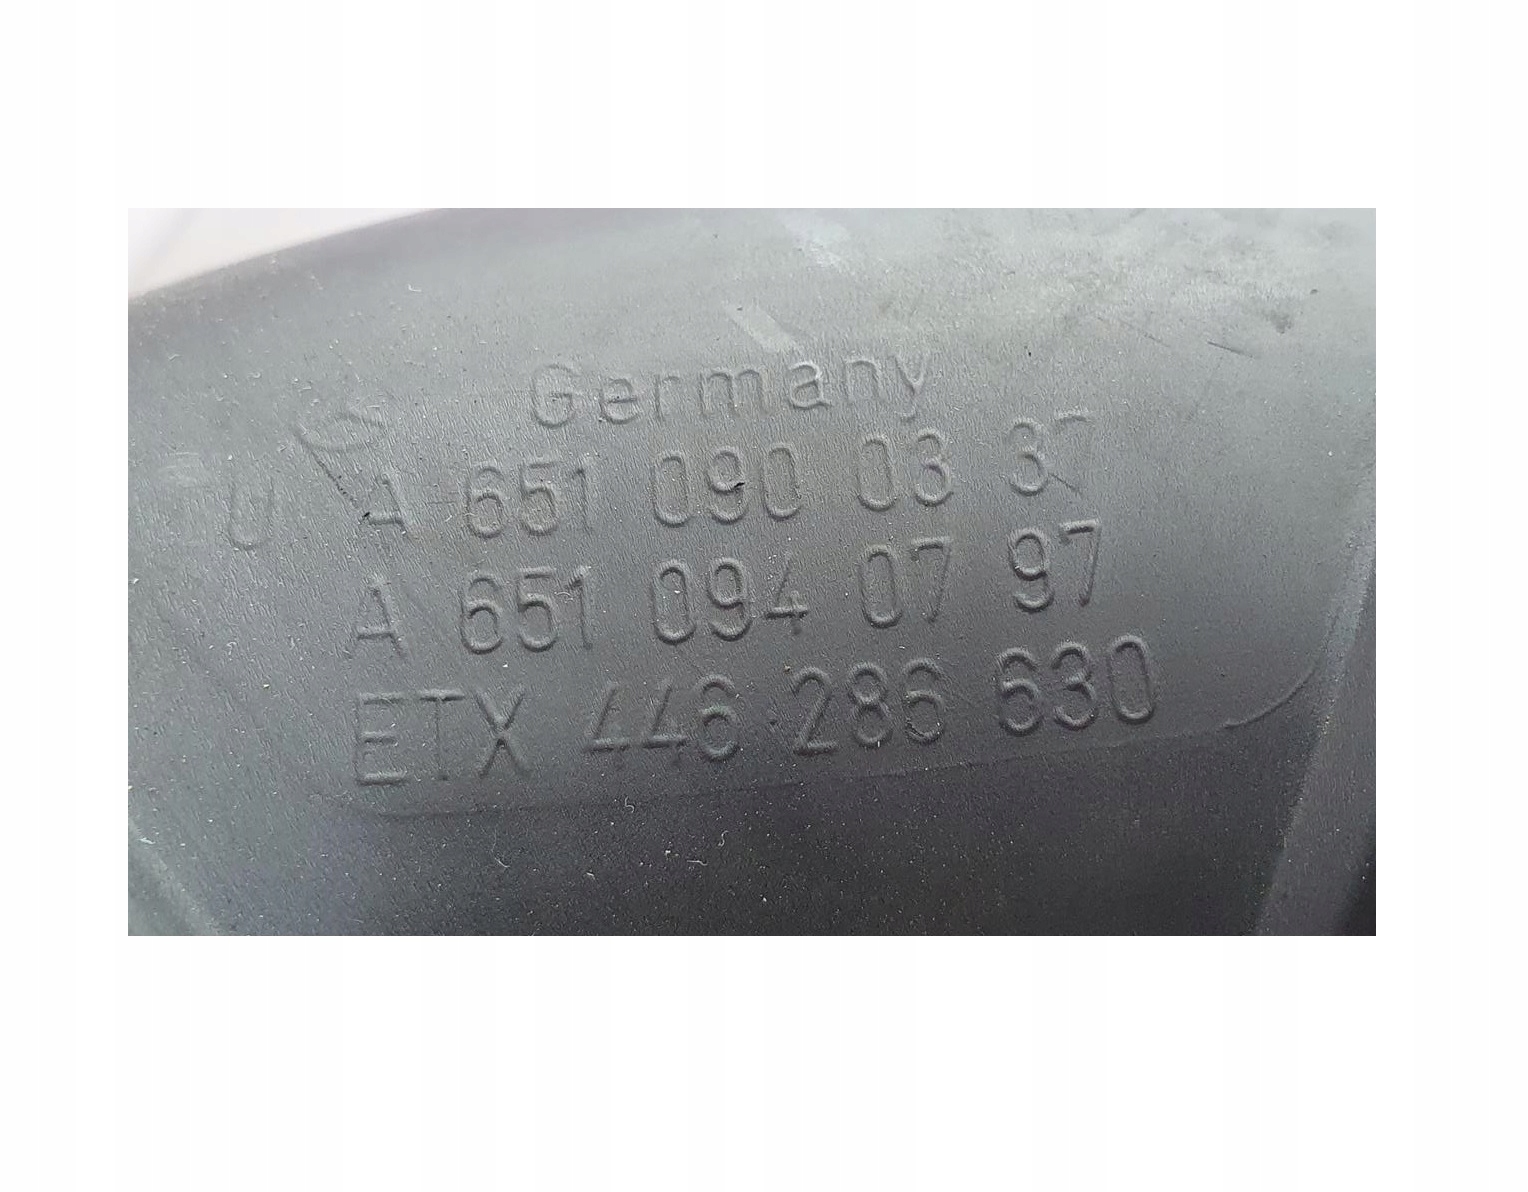 Germany
U A 651 090 03 37
A 651 094 07 97
ETX 446 286 630